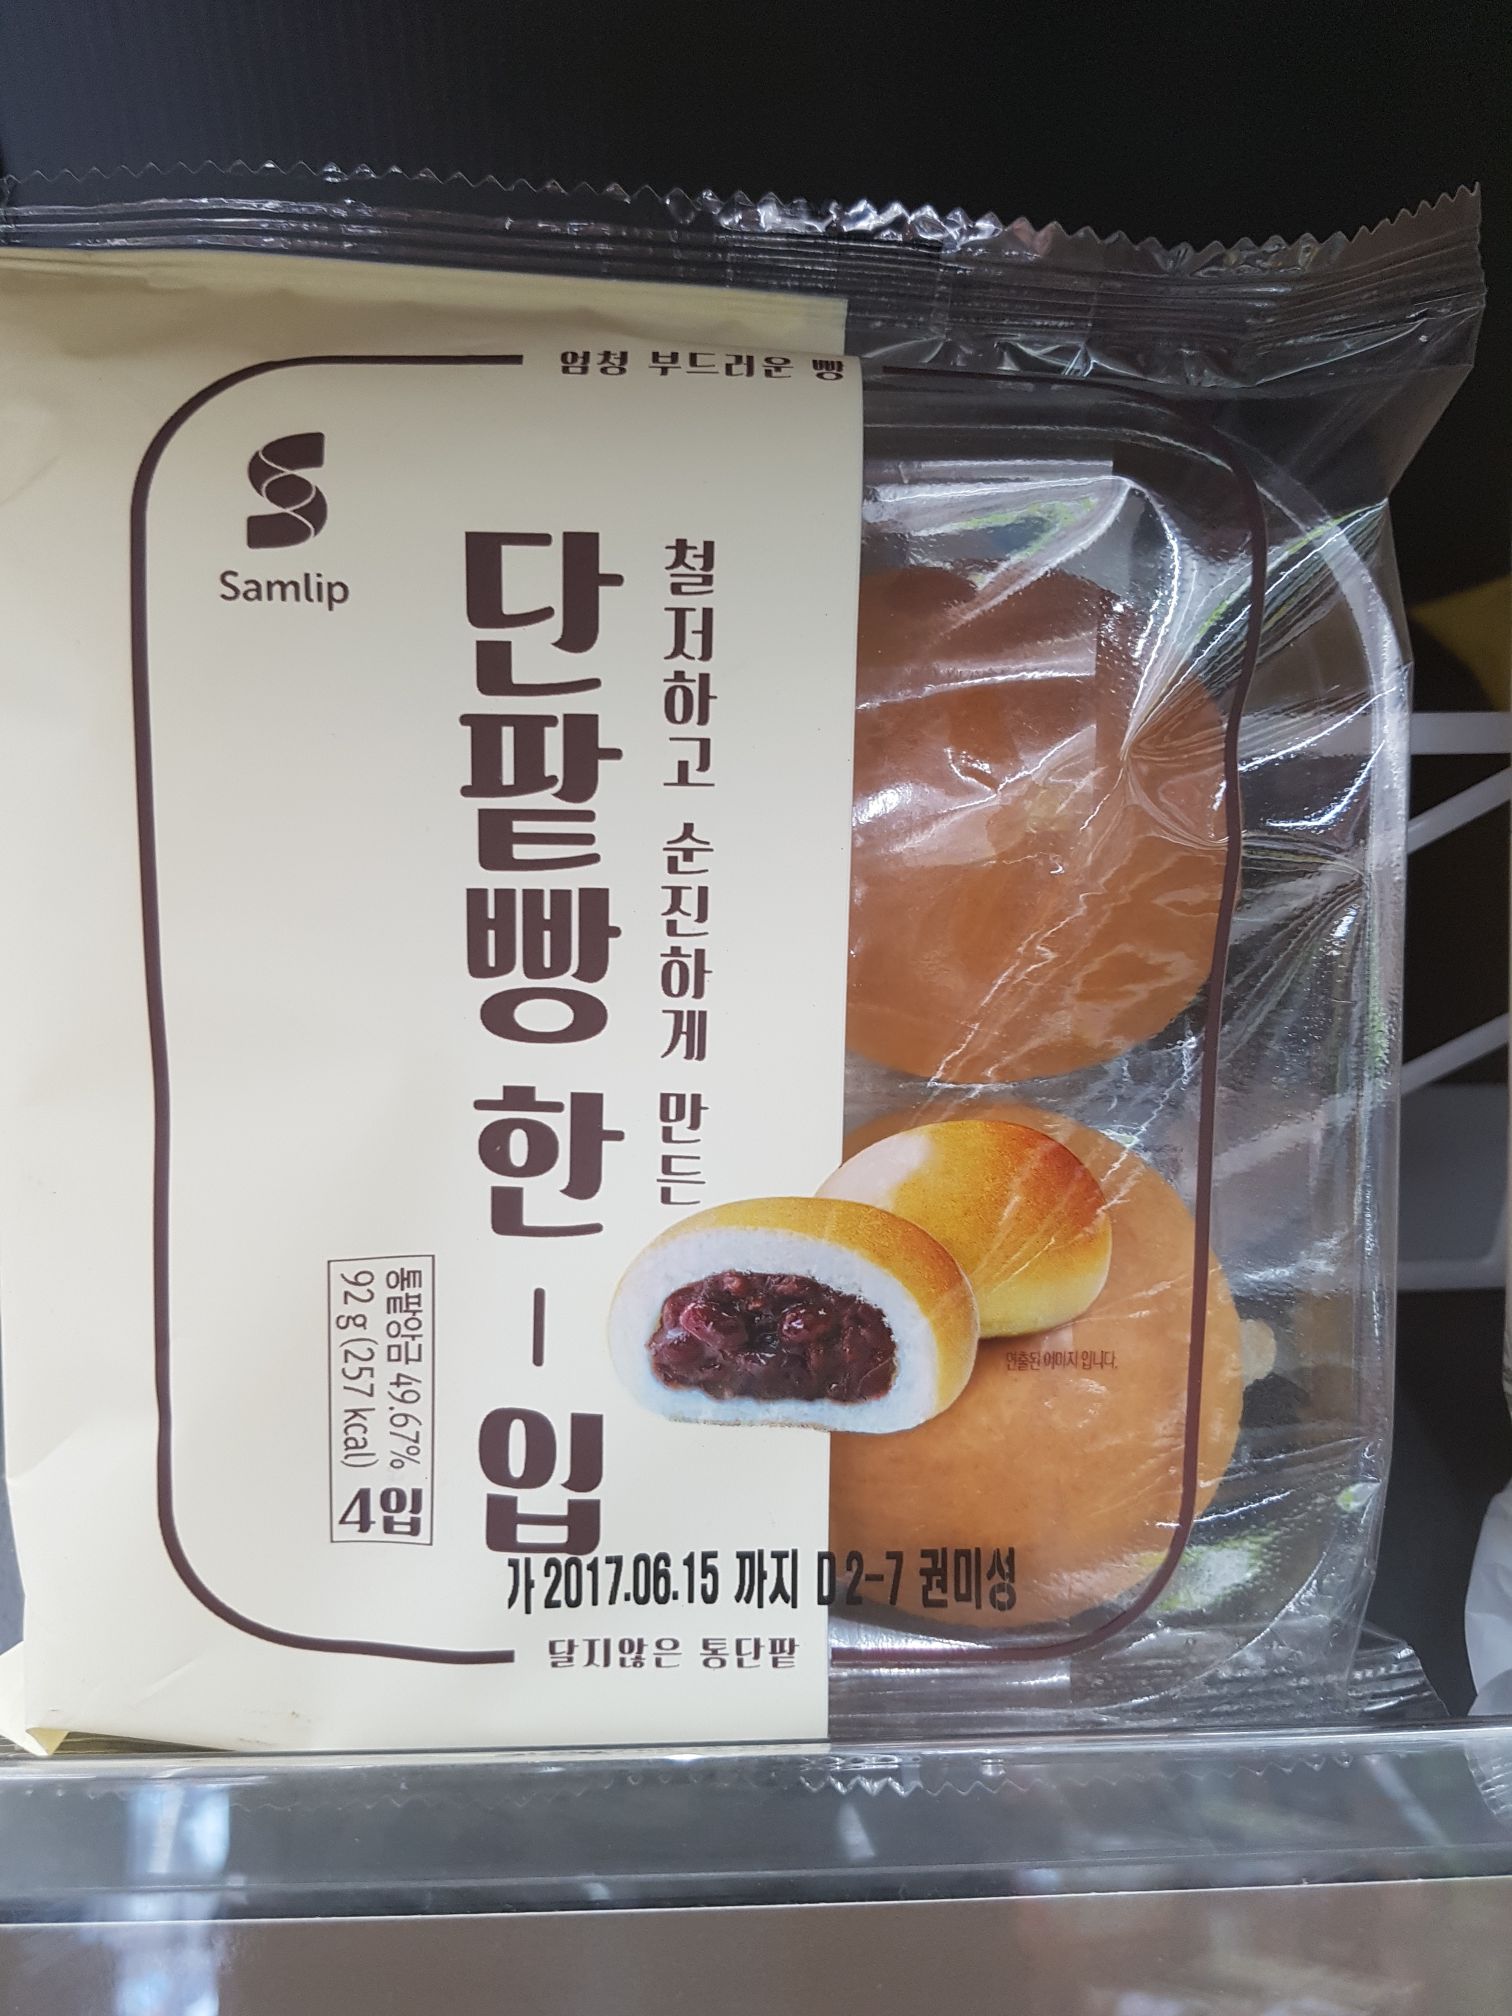 엄청 부드러운 빵
Samlip
철저하고 순진하게 만든
단팥빵 한-입
통팥앙금 49.67%
92 g (257 kcal)
4입
연출된 이미지 입니다.
가 2017.06.15 까지 D 2-7 권미성
달지않은 통단팥